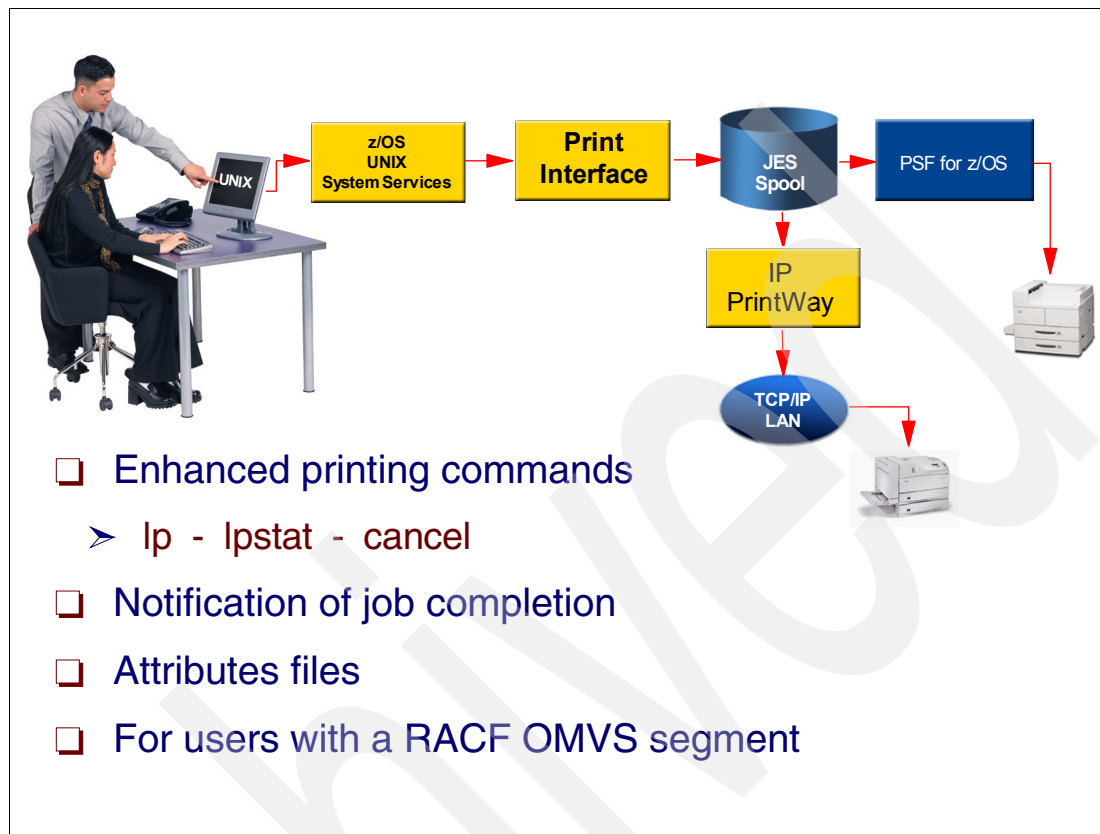 UNIX
z/OS
UNIX
System Services
Print
Interface
JES
Spool
PSF for z/OS
IP
PrintWay
TCP/IP
LAN
❏ Enhanced printing commands
➢ lp - lpstat - cancel
❏ Notification of job completion
❏ Attributes files
❏ For users with a RACF OMVS segment
hived